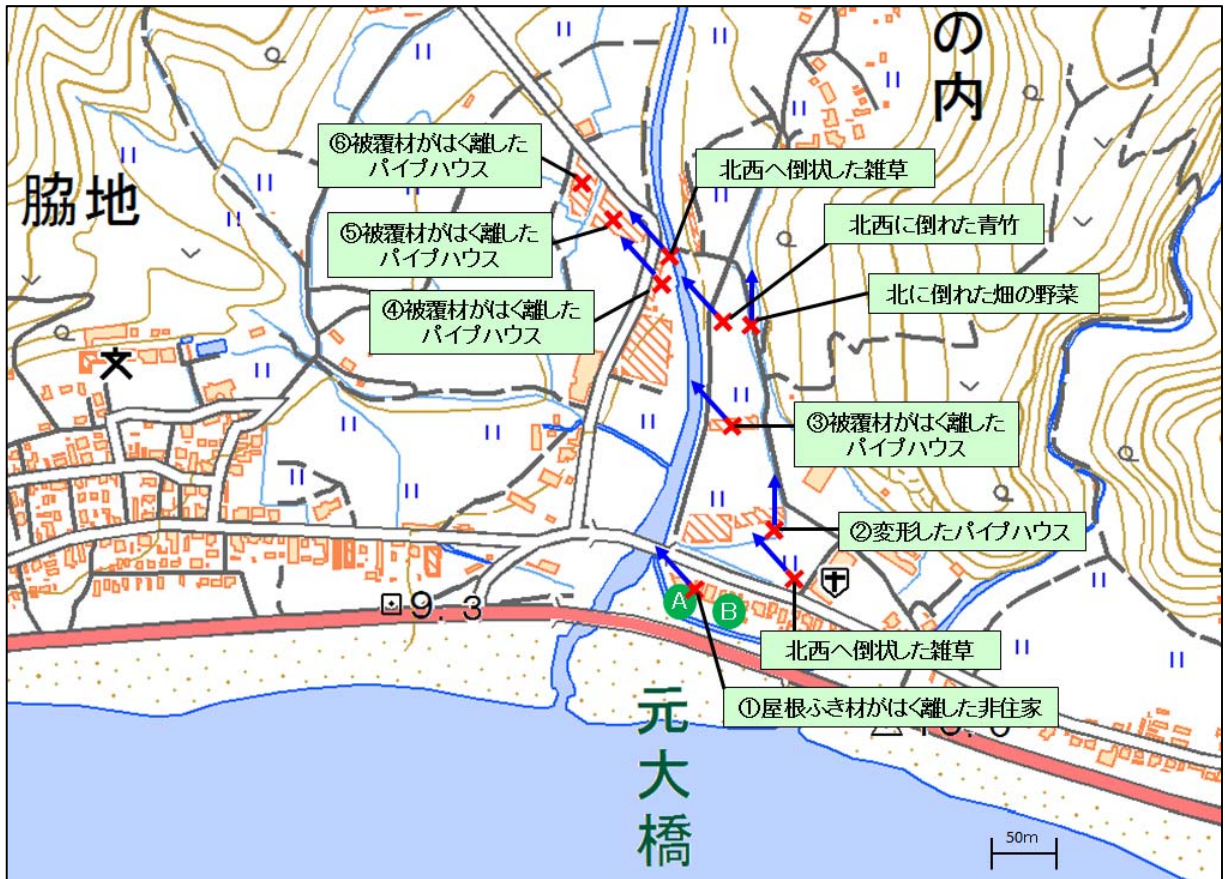 の内
⑥被覆材がはく離した
パイプハウス
北西へ倒状した雑草
脇地
⑤被覆材がはく離した
パイプハウス
北西に倒れた青竹
④被覆材がはく離した
パイプハウス
北に倒れた畑の野菜
③被覆材がはく離した
パイプハウス
②変形したパイプハウス
A
B
9.3
北西へ倒状した雑草
①屋根ふき材がはく離した非住家
元大橋
50m